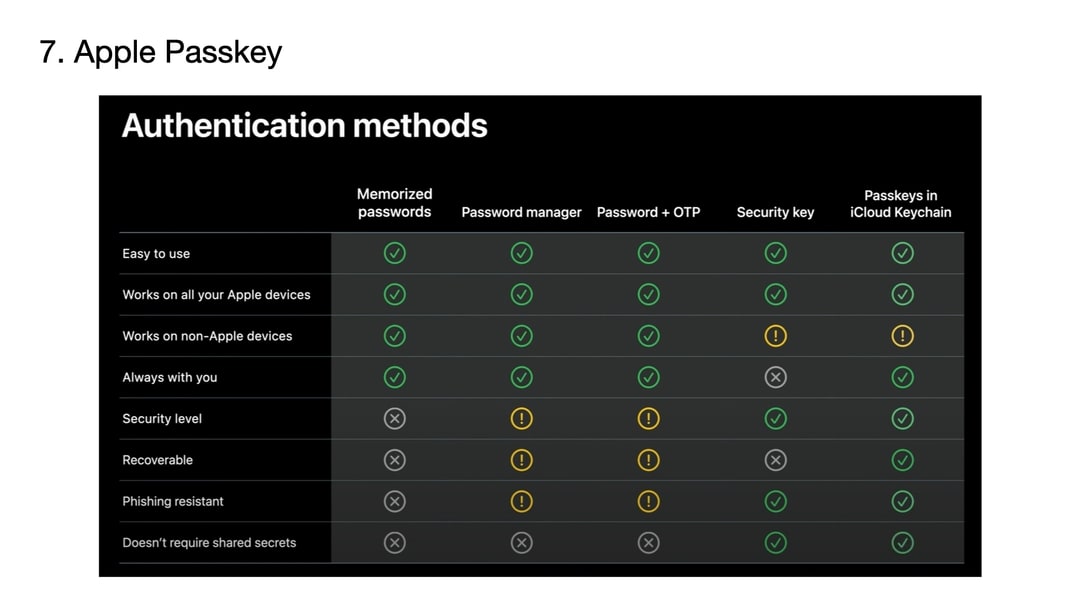 7. Apple Passkey
Authentication methods
Memorized
passwords
Password manager
Password + OTP
Security key
Passkeys in
iCloud Keychain
Easy to use
Works on all your Apple devices
Works on non-Apple devices
Always with you
Security level
Recoverable
Phishing resistant
Doesn’t require shared secrets